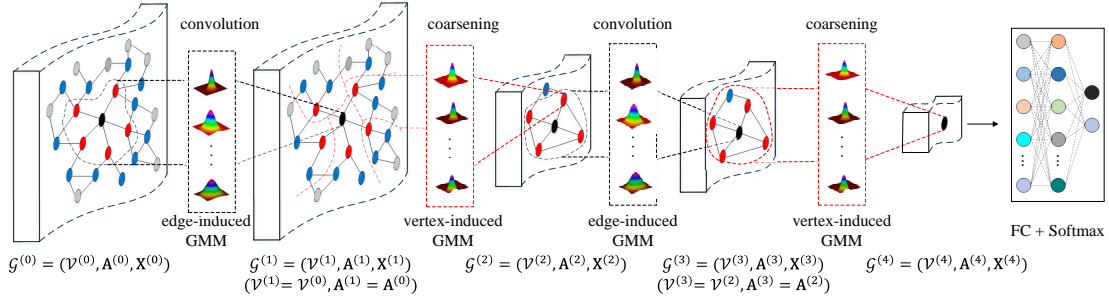 convolution
coarsening
convolution
coarsening
edge-induced
GMM
vertex-induced
GMM
edge-induced
GMM
vertex-induced
GMM
FC + Softmax
𝒢⁽⁰⁾ = (𝒱⁽⁰⁾, A⁽⁰⁾, X⁽⁰⁾)
𝒢⁽¹⁾ = (𝒱⁽¹⁾, A⁽¹⁾, X⁽¹⁾)
(𝒱⁽¹⁾= 𝒱⁽⁰⁾, A⁽¹⁾ = A⁽⁰⁾)
𝒢⁽²⁾ = (𝒱⁽²⁾, A⁽²⁾, X⁽²⁾)
𝒢⁽³⁾ = (𝒱⁽³⁾, A⁽³⁾, X⁽³⁾)
(𝒱⁽³⁾= 𝒱⁽²⁾, A⁽³⁾ = A⁽²⁾)
𝒢⁽⁴⁾ = (𝒱⁽⁴⁾, A⁽⁴⁾, X⁽⁴⁾)